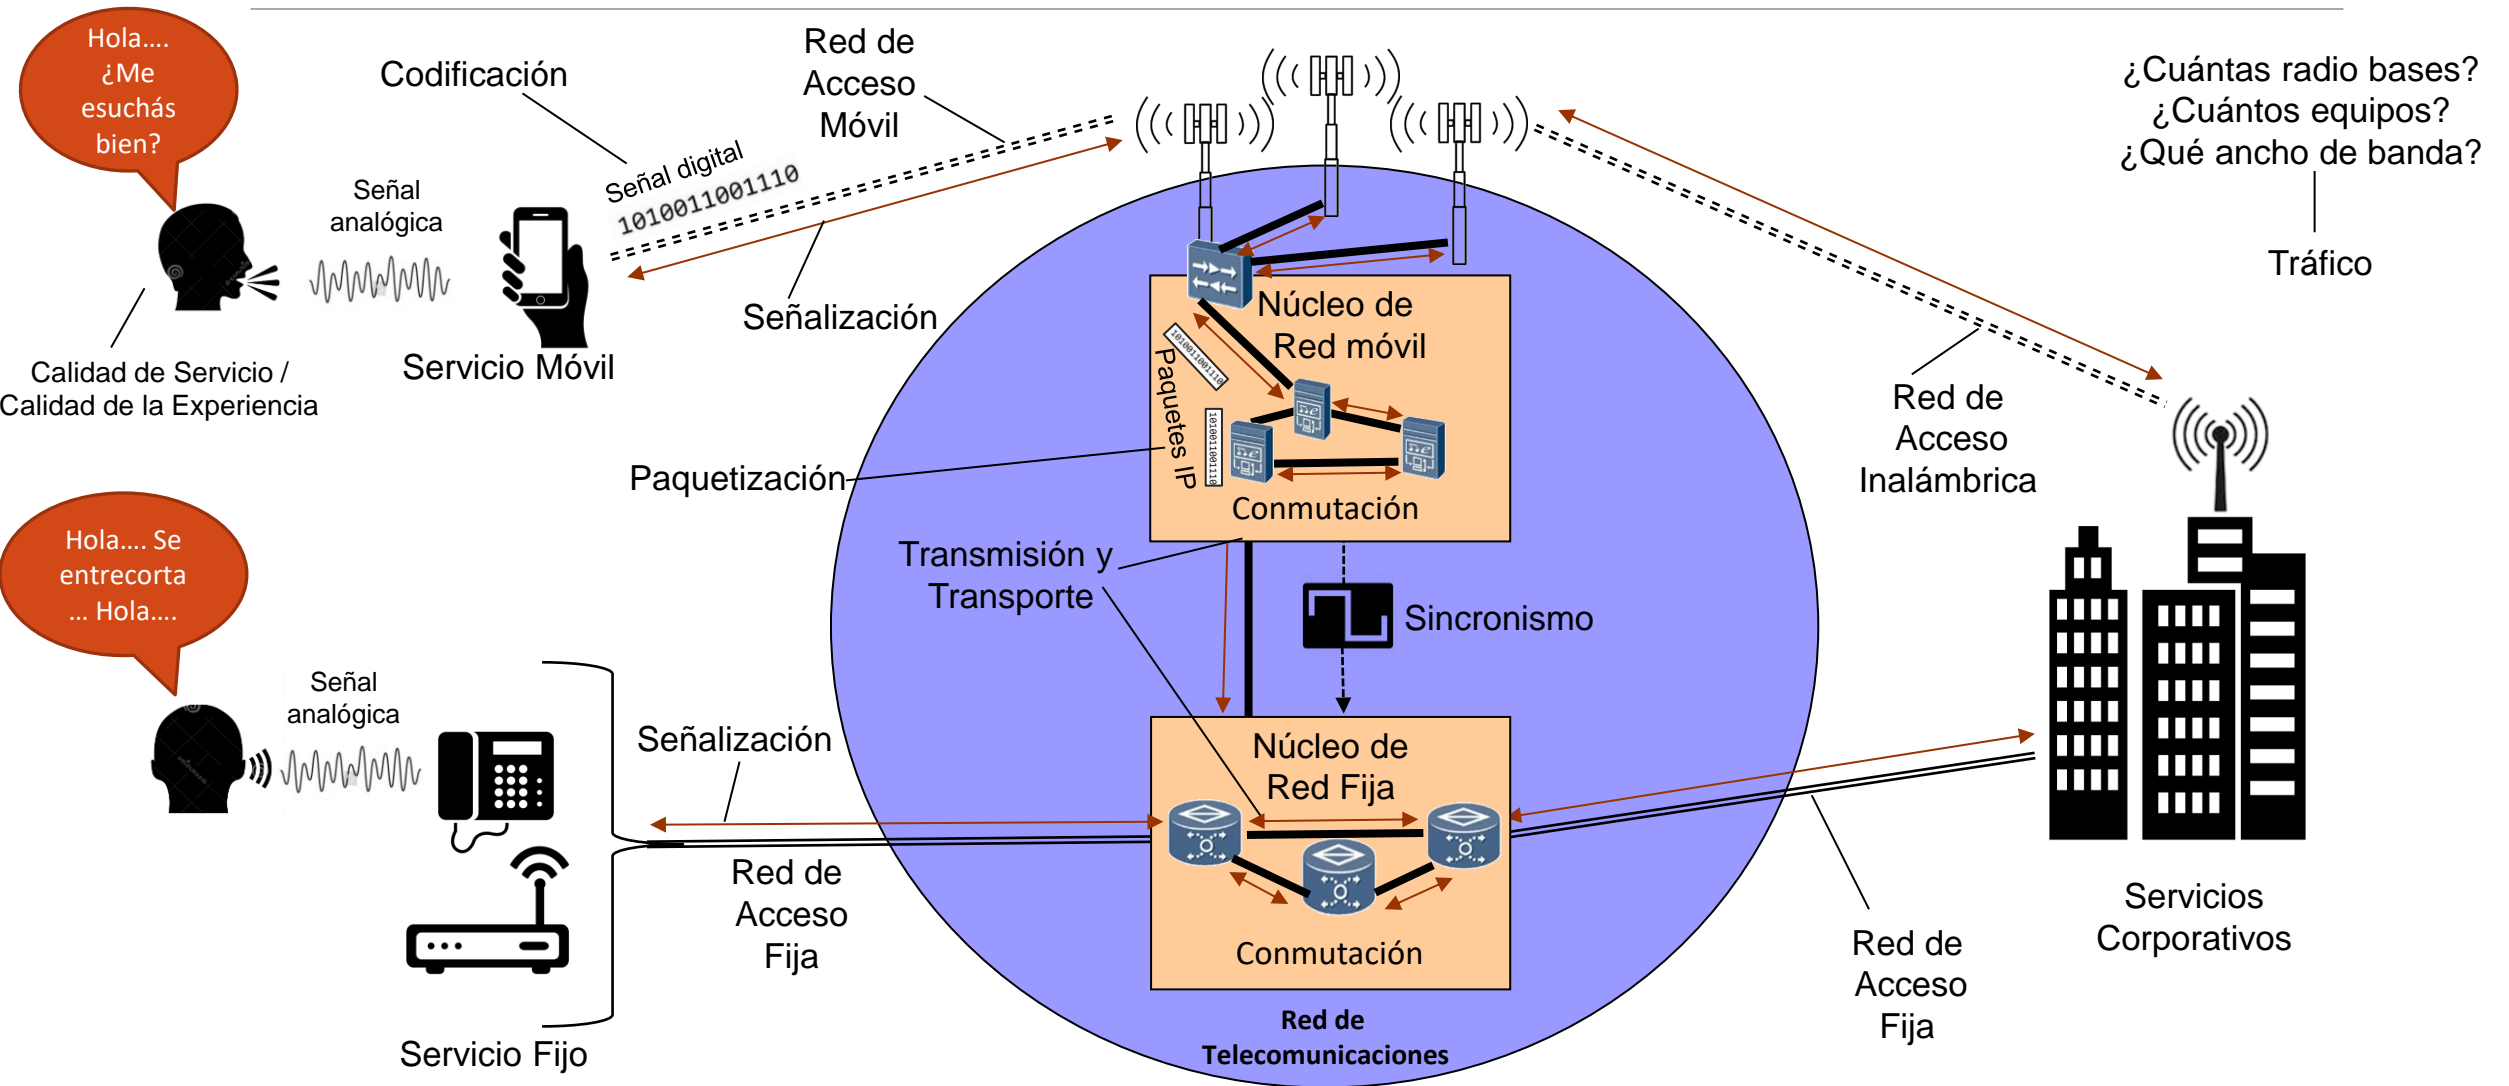 Hola....
¿Me
esuchás
bien?
Codificación
Red de
Acceso
Móvil
¿Cuántas radio bases?
¿Cuántos equipos?
¿Qué ancho de banda?
Tráfico
Señal
analógica
Señal digital
1010011001110
Señalización
Servicio Móvil
Calidad de Servicio /
Calidad de la Experiencia
Núcleo de
Red móvil
1010011001110
Paquetes IP
1010011001110
Paquetización
Conmutación
Red de
Acceso
Inalámbrica
Hola.... Se
entrecorta
... Hola....
Transmisión y
Transporte
Sincronismo
Señal
analógica
Señalización
Núcleo de
Red Fija
Red de
Acceso
Fija
Conmutación
Servicios
Corporativos
Red de
Acceso
Fija
Servicio Fijo
Red de
Telecomunicaciones